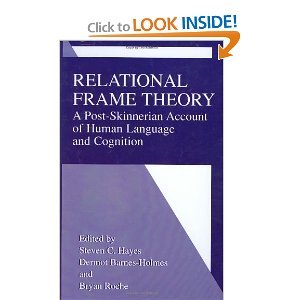 Click to LOOK INSIDE!
RELATIONAL
FRAME THEORY
A Post-Skinnerian Account
of Human Language
and Cognition
Edited by
Steven C. Hayes
Dermot Barnes-Holmes
and
Bryan Roche